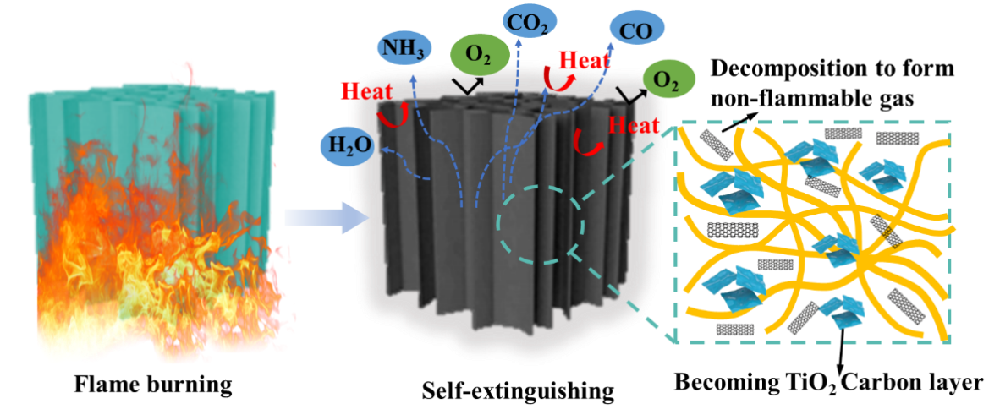 CO₂
CO
NH₃
O₂
Heat
O₂
Heat
Heat
H₂O
Decomposition to form
non-flammable gas
Flame burning
Self-extinguishing
Becoming TiO₂ Carbon layer